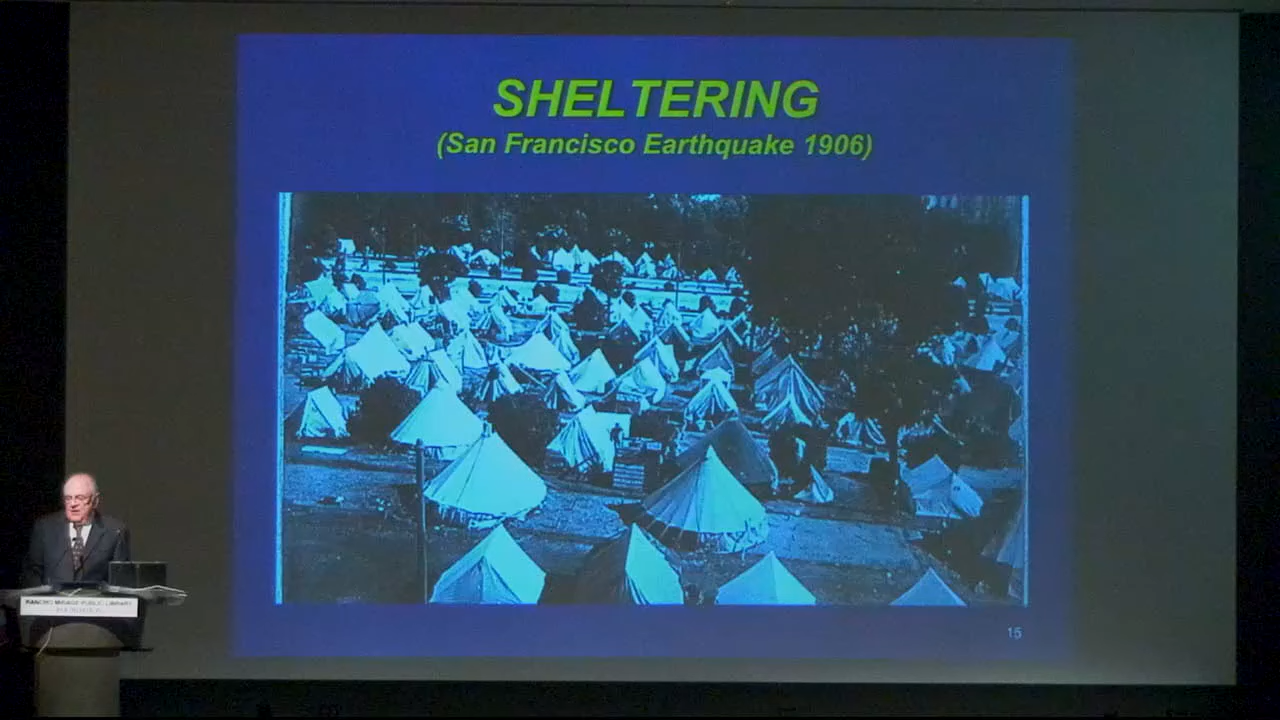 SHELTERING
(San Francisco Earthquake 1906)
15
RANCHO MIRAGE PUBLIC LIBRARY